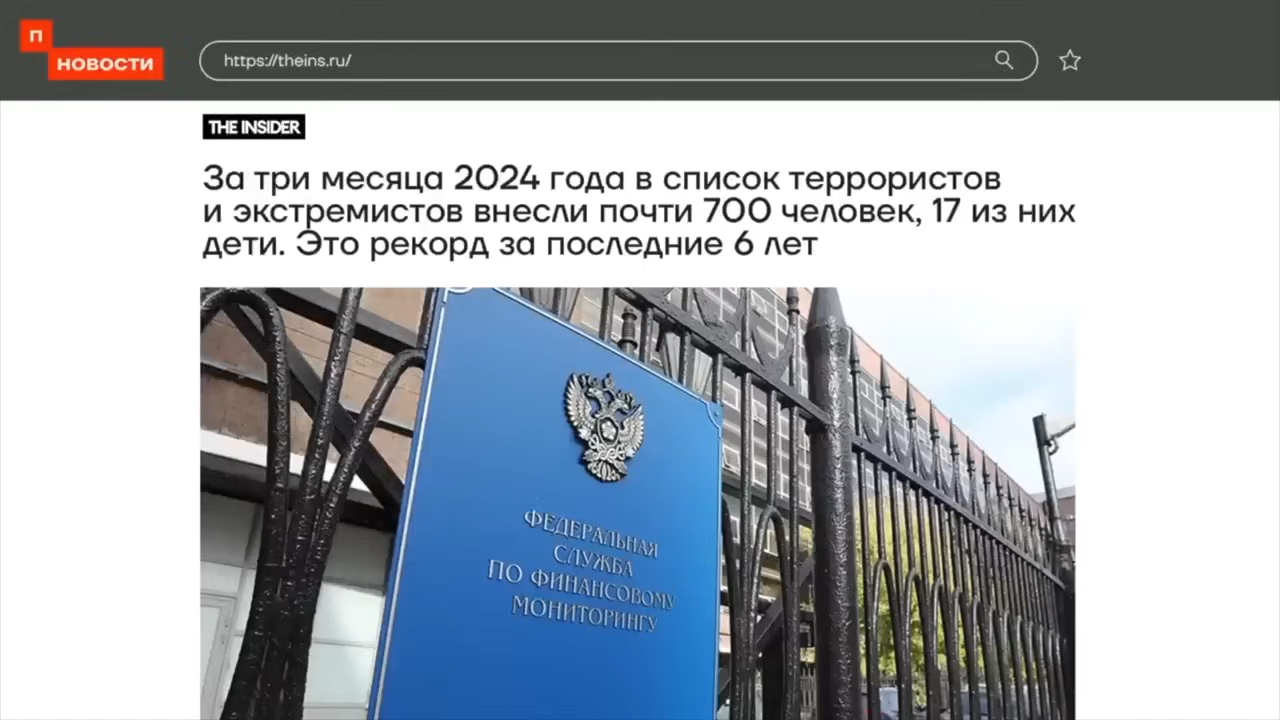 П
НОВОСТИ
https://theins.ru/
THE INSIDER
За три месяца 2024 года в список террористов
и экстремистов внесли почти 700 человек, 17 из них
дети. Это рекорд за последние 6 лет
ФЕДЕРАЛЬНАЯ
СЛУЖБА
ПО ФИНАНСОВОМУ
МОНИТОРИНГУ